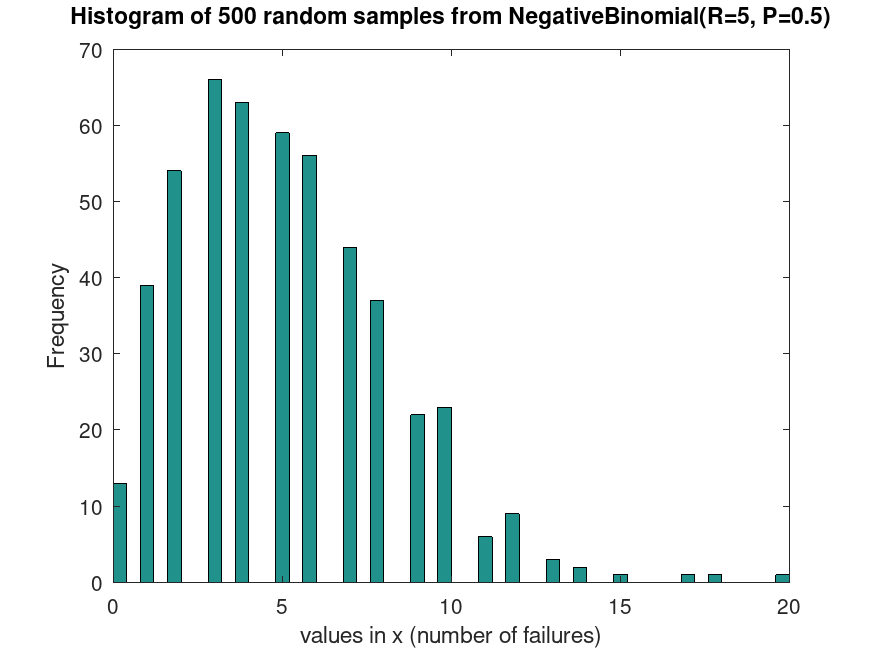 Histogram of 500 random samples from NegativeBinomial(R=5, P=0.5)
70
60
50
40
30
20
10
0
Frequency
0 5 10 15 20
values in x (number of failures)